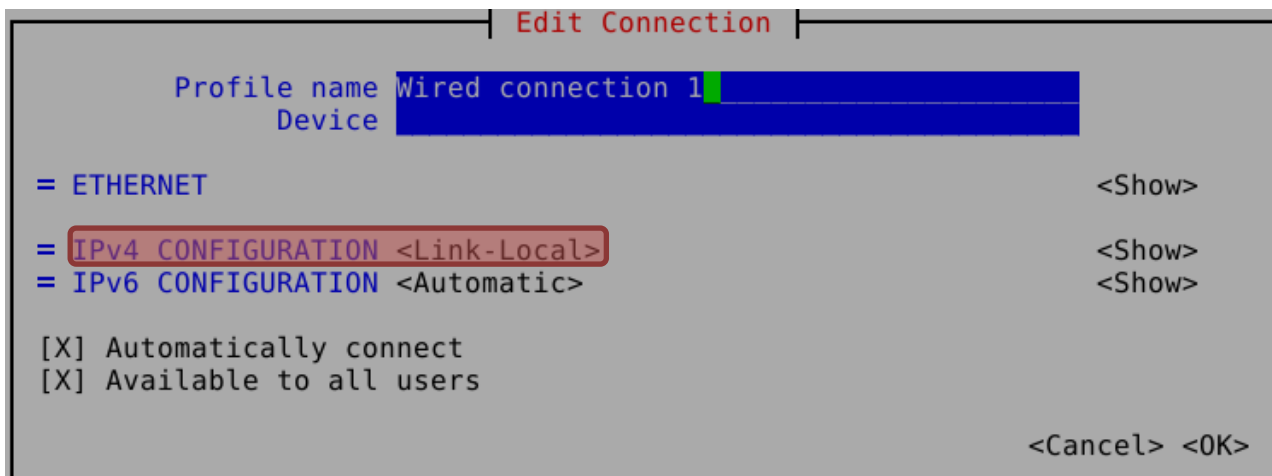 Edit Connection
Profile name Wired connection 1
Device
= ETHERNET <Show>
= IPv4 CONFIGURATION <Link-Local> <Show>
= IPv6 CONFIGURATION <Automatic> <Show>
[X] Automatically connect
[X] Available to all users
<Cancel> <OK>